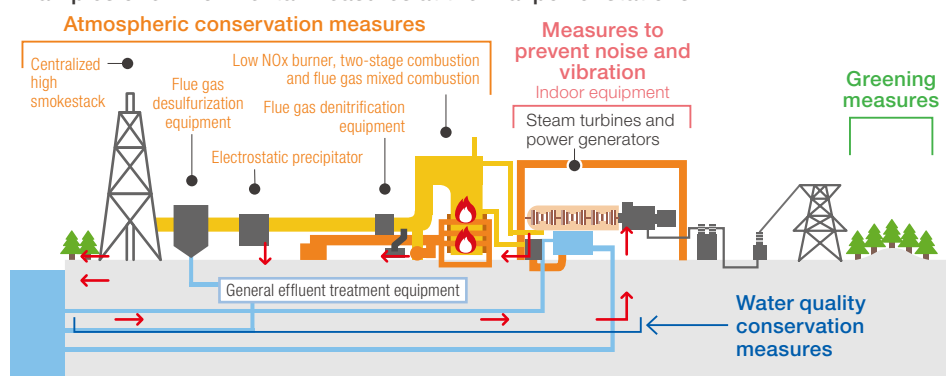 Atmospheric conservation measures
Centralized
high
smokestack
Flue gas
desulfurization
equipment
Electrostatic precipitator
Low NOx burner, two-stage combustion
and flue gas mixed combustion
Flue gas denitrification
equipment
Measures to
prevent noise and
vibration
Indoor equipment
Steam turbines and
power generators
Greening
measures
General effluent treatment equipment
Water quality
conservation
measures